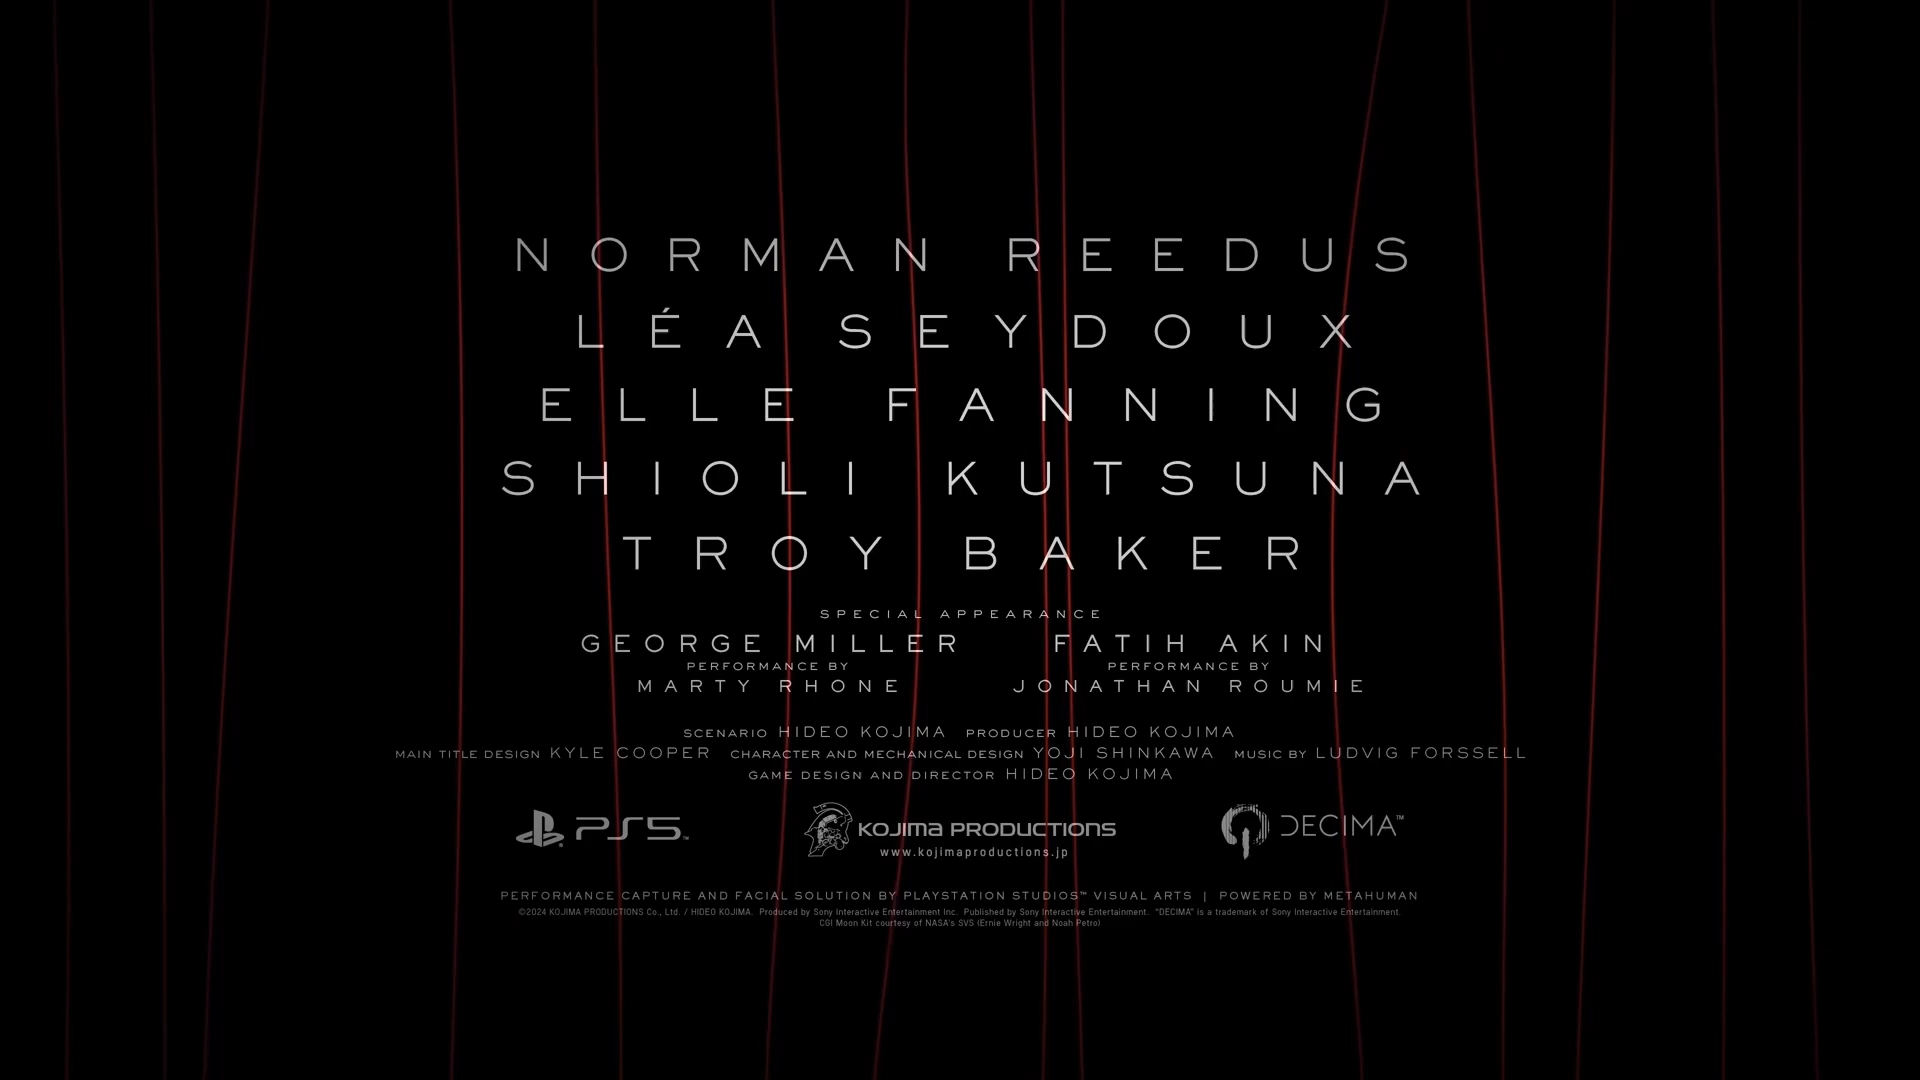 NORMAN REEDUS
LÉA SEYDOUX
ELLE FANNING
SHIOLI KUTSUNA
TROY BAKER
SPECIAL APPEARANCE
GEORGE MILLER FATIH AKIN
PERFORMANCE BY PERFORMANCE BY
MARTY RHONE JONATHAN ROUMIE
SCENARIO HIDEO KOJIMA PRODUCER HIDEO KOJIMA
MAIN TITLE DESIGN KYLE COOPER CHARACTER AND MECHANICAL DESIGN YOJI SHINKAWA MUSIC BY LUDVIG FORSSELL
GAME DESIGN AND DIRECTOR HIDEO KOJIMA
PS5™ KOJIMA PRODUCTIONS DECIMA™
www.kojimaproductions.jp
PERFORMANCE CAPTURE AND FACIAL SOLUTION BY PLAYSTATION STUDIOS™ VISUAL ARTS | POWERED BY METAHUMAN
©2024 KOJIMA PRODUCTIONS Co., Ltd. / HIDEO KOJIMA. Produced by Sony Interactive Entertainment Inc. Published by Sony Interactive Entertainment. "DECIMA" is a trademark of Sony Interactive Entertainment.
CGI Moon Kit courtesy of NASA's SVS (Ernie Wright and Noah Petro)